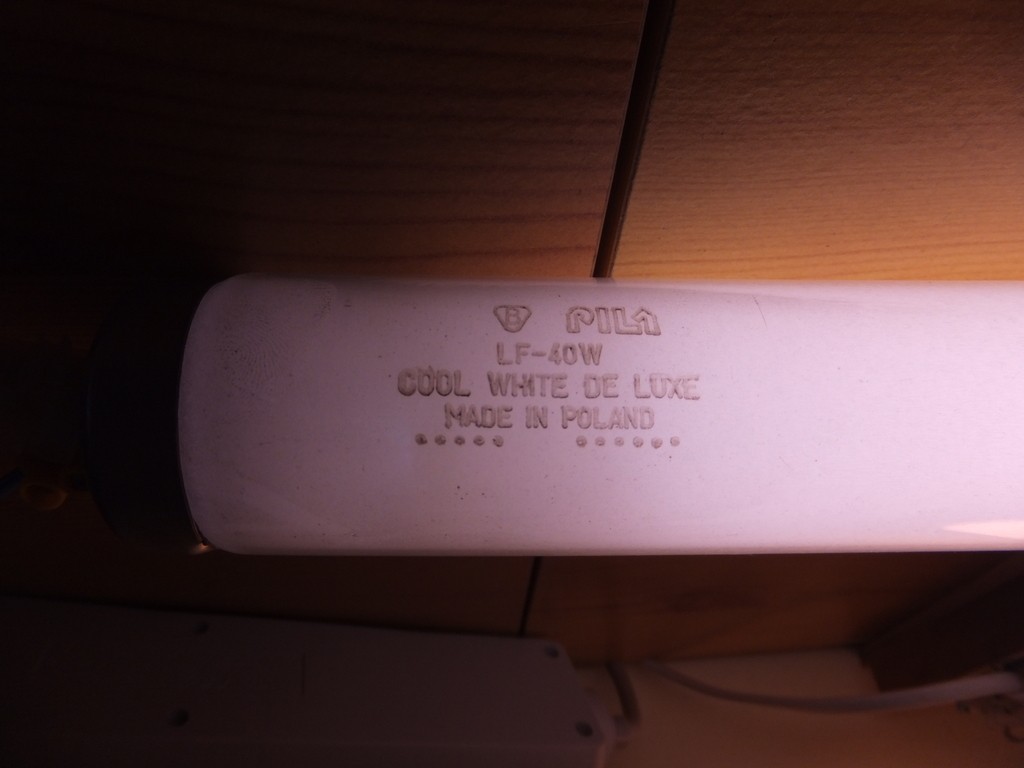 B PILA
LF-40W
COOL WHITE DE LUXE
MADE IN POLAND